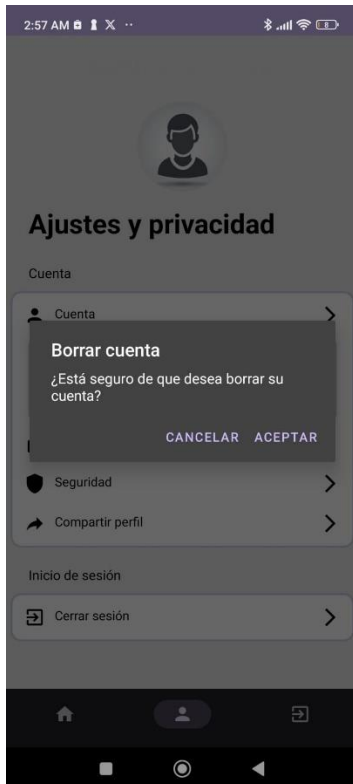 2:57 AM
8
Ajustes y privacidad
Cuenta
Cuenta
Borrar cuenta
¿Está seguro de que desea borrar su
cuenta?
CANCELAR ACEPTAR
Seguridad
Compartir perfil
Inicio de sesión
Cerrar sesión